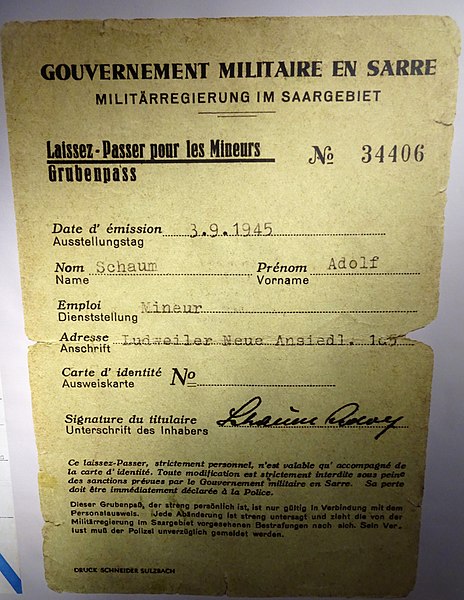 GOUVERNEMENT MILITAIRE EN SARRE
MILITÄRREGIERUNG IM SAARGEBIET
Laissez-Passer pour les Mineurs
Grubenpass
No 34406
Date d' émission 3.9.1945
Ausstellungstag
Nom Schaum Prénom Adolf
Name Vorname
Emploi Mineur
Dienststellung
Adresse Ludweiler Neue Ansiedl. 165
Anschrift
Carte d' identité No
Ausweiskarte
Signature du titulaire Schaum Adolf
Unterschrift des Inhabers
Ce laissez-Passer, strictement personnel, n'est valable qu' accompagné de
la carte d' identité. Toute modification est strictement interdite sous peine
des sanctions prévues par le Gouvernement militaire en Sarre. Sa perte
doit être immédiatement déclarée à la Police.
Dieser Grubenpaß, der streng persönlich ist, ist nur gültig in Verbindung mit dem
Personalausweis. Jede Abänderung ist streng untersagt und zieht die von der
Militärregierung im Saargebiet vorgesehenen Bestrafungen nach sich. Sein Ver-
lust muß der Polizei unverzüglich gemeldet werden.
DRUCK SCHNEIDER SULZBACH